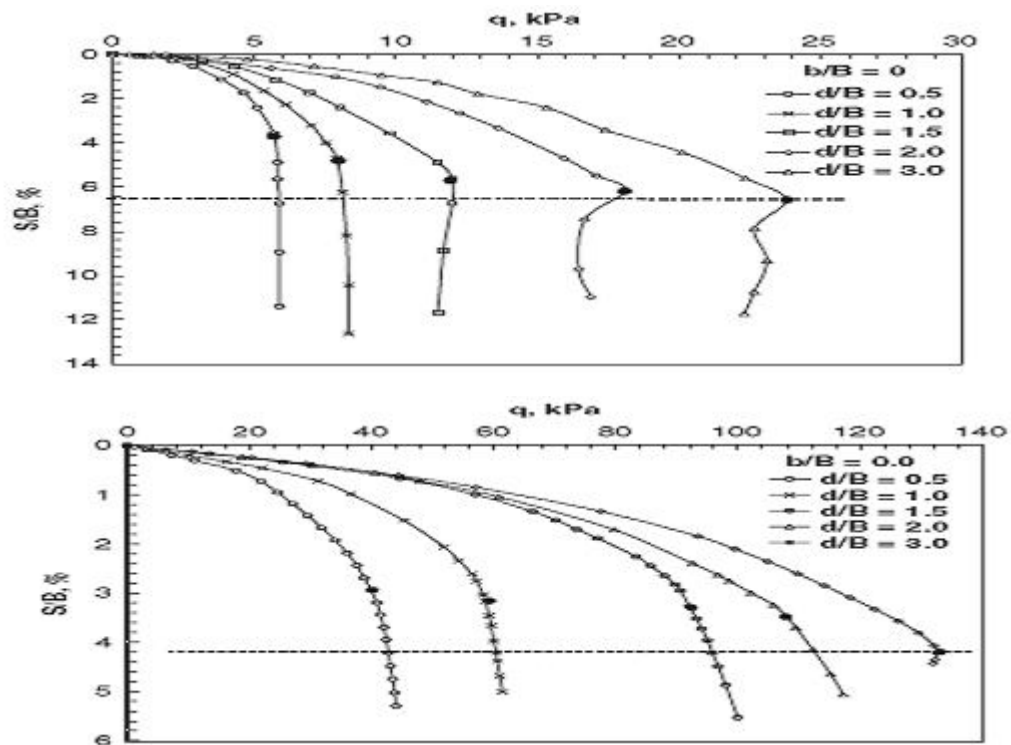 q, kPa
0 5 10 15 20 25 30
0
2
4
6
8
10
12
14
S/B, %
b/B = 0
d/B = 0.5
d/B = 1.0
d/B = 1.5
d/B = 2.0
d/B = 3.0
q, kPa
0 20 40 60 80 100 120 140
0
1
2
3
4
5
6
S/B, %
b/B = 0.0
d/B = 0.5
d/B = 1.0
d/B = 1.5
d/B = 2.0
d/B = 3.0